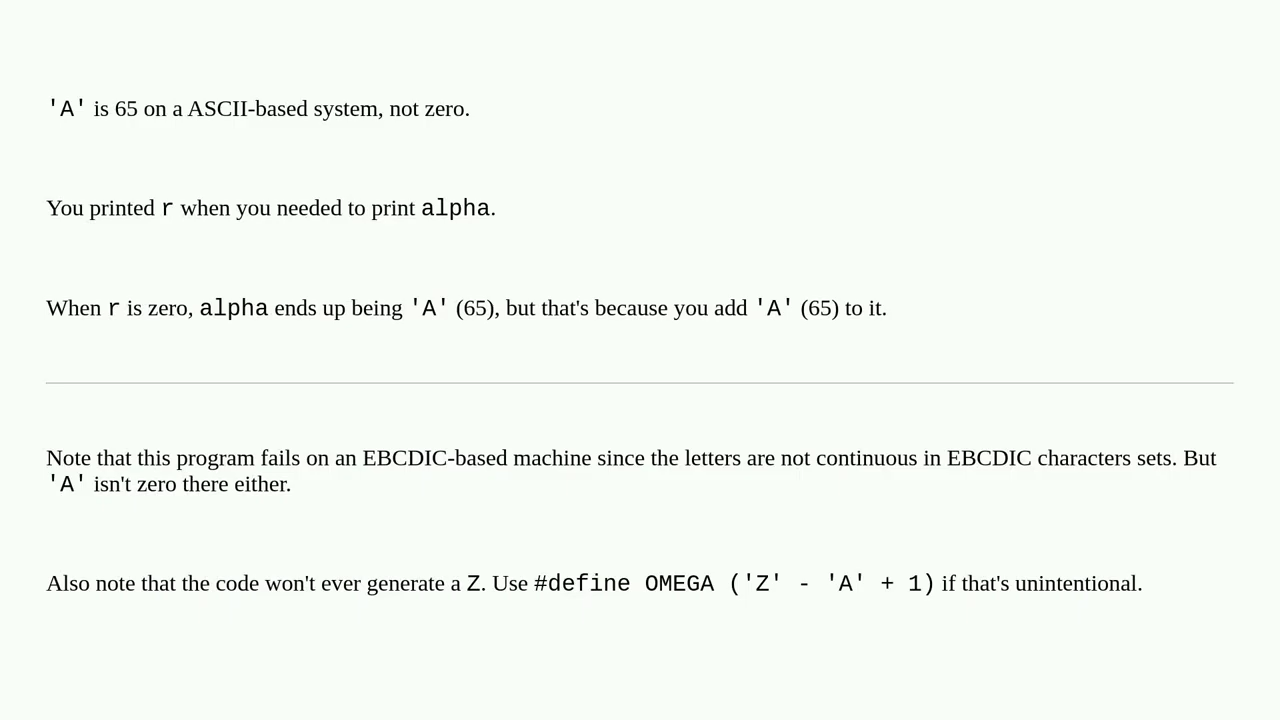 'A' is 65 on a ASCII-based system, not zero.
You printed r when you needed to print alpha.
When r is zero, alpha ends up being 'A' (65), but that's because you add 'A' (65) to it.
Note that this program fails on an EBCDIC-based machine since the letters are not continuous in EBCDIC characters sets. But
'A' isn't zero there either.
Also note that the code won't ever generate a Z. Use #define OMEGA ('Z' - 'A' + 1) if that's unintentional.